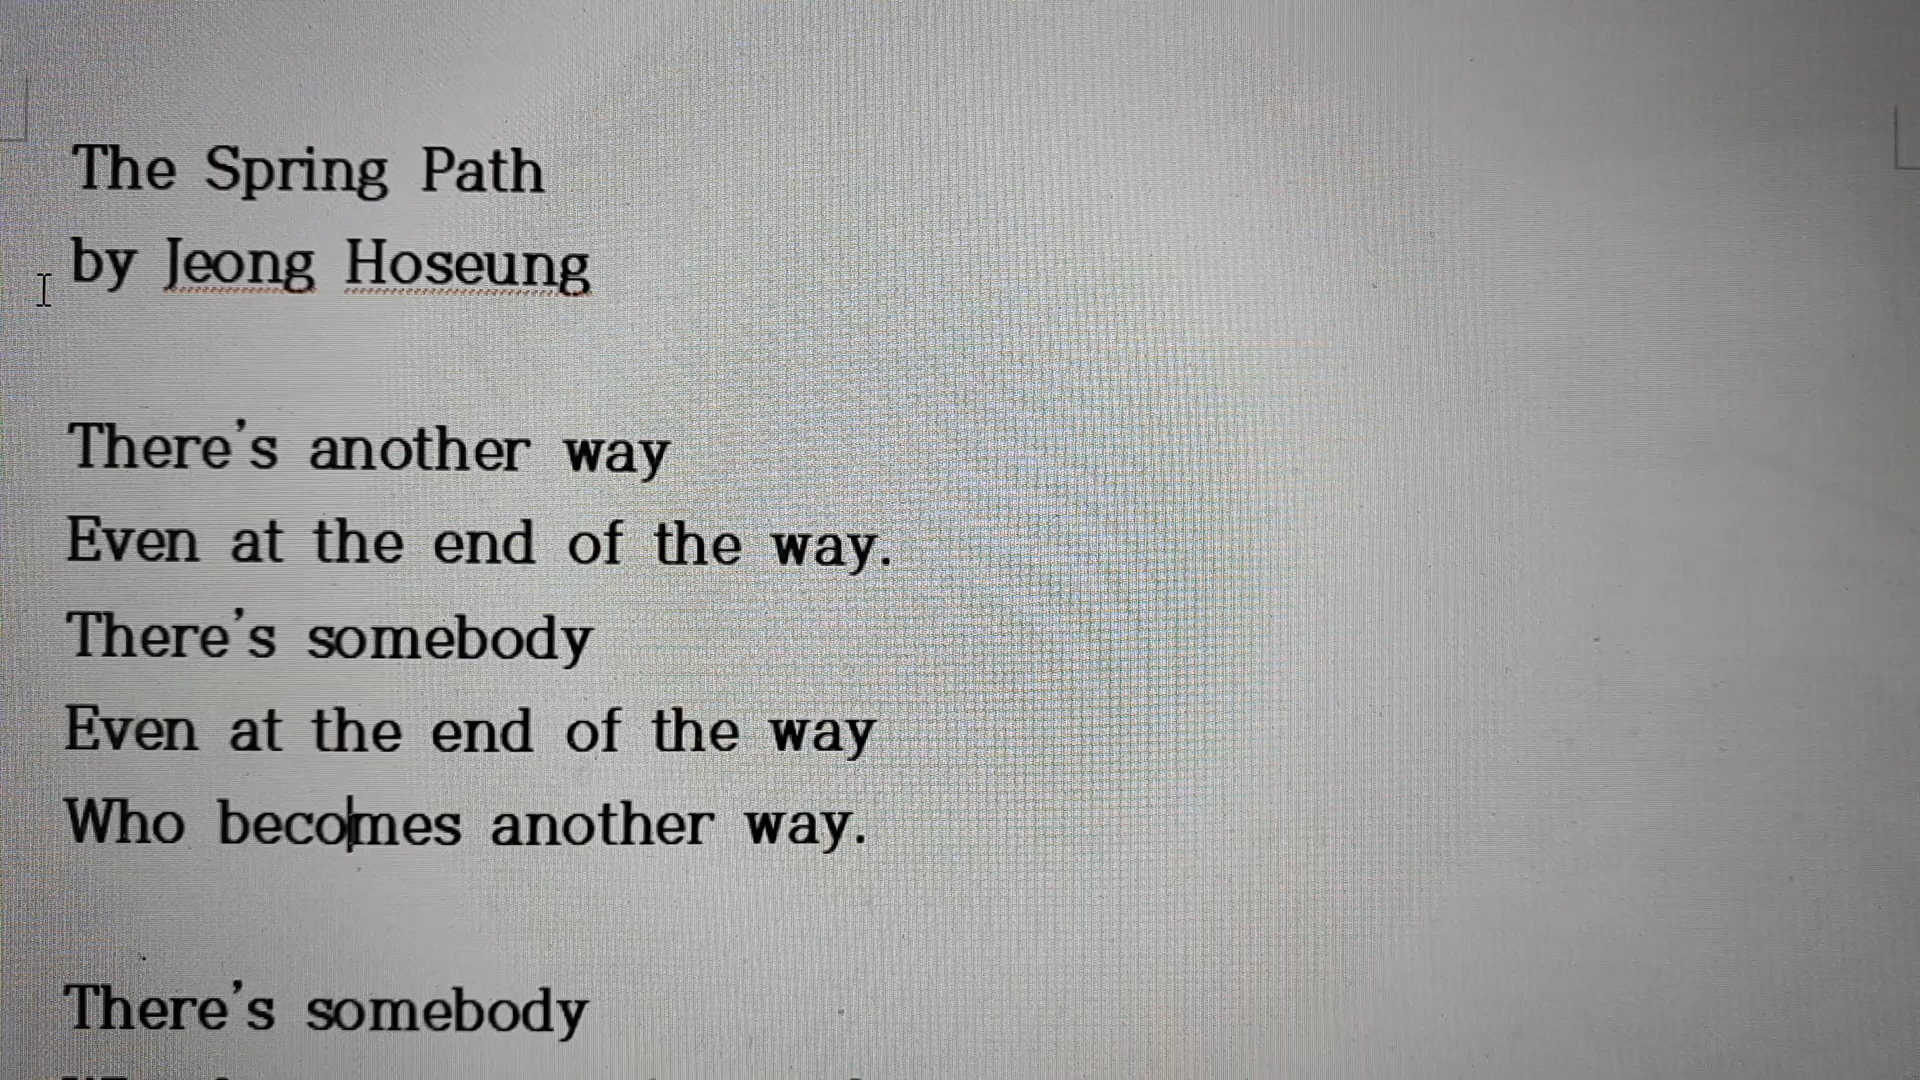 The Spring Path
by Jeong Hoseung
There's another way
Even at the end of the way.
There's somebody
Even at the end of the way
Who becomes another way.
There's somebody